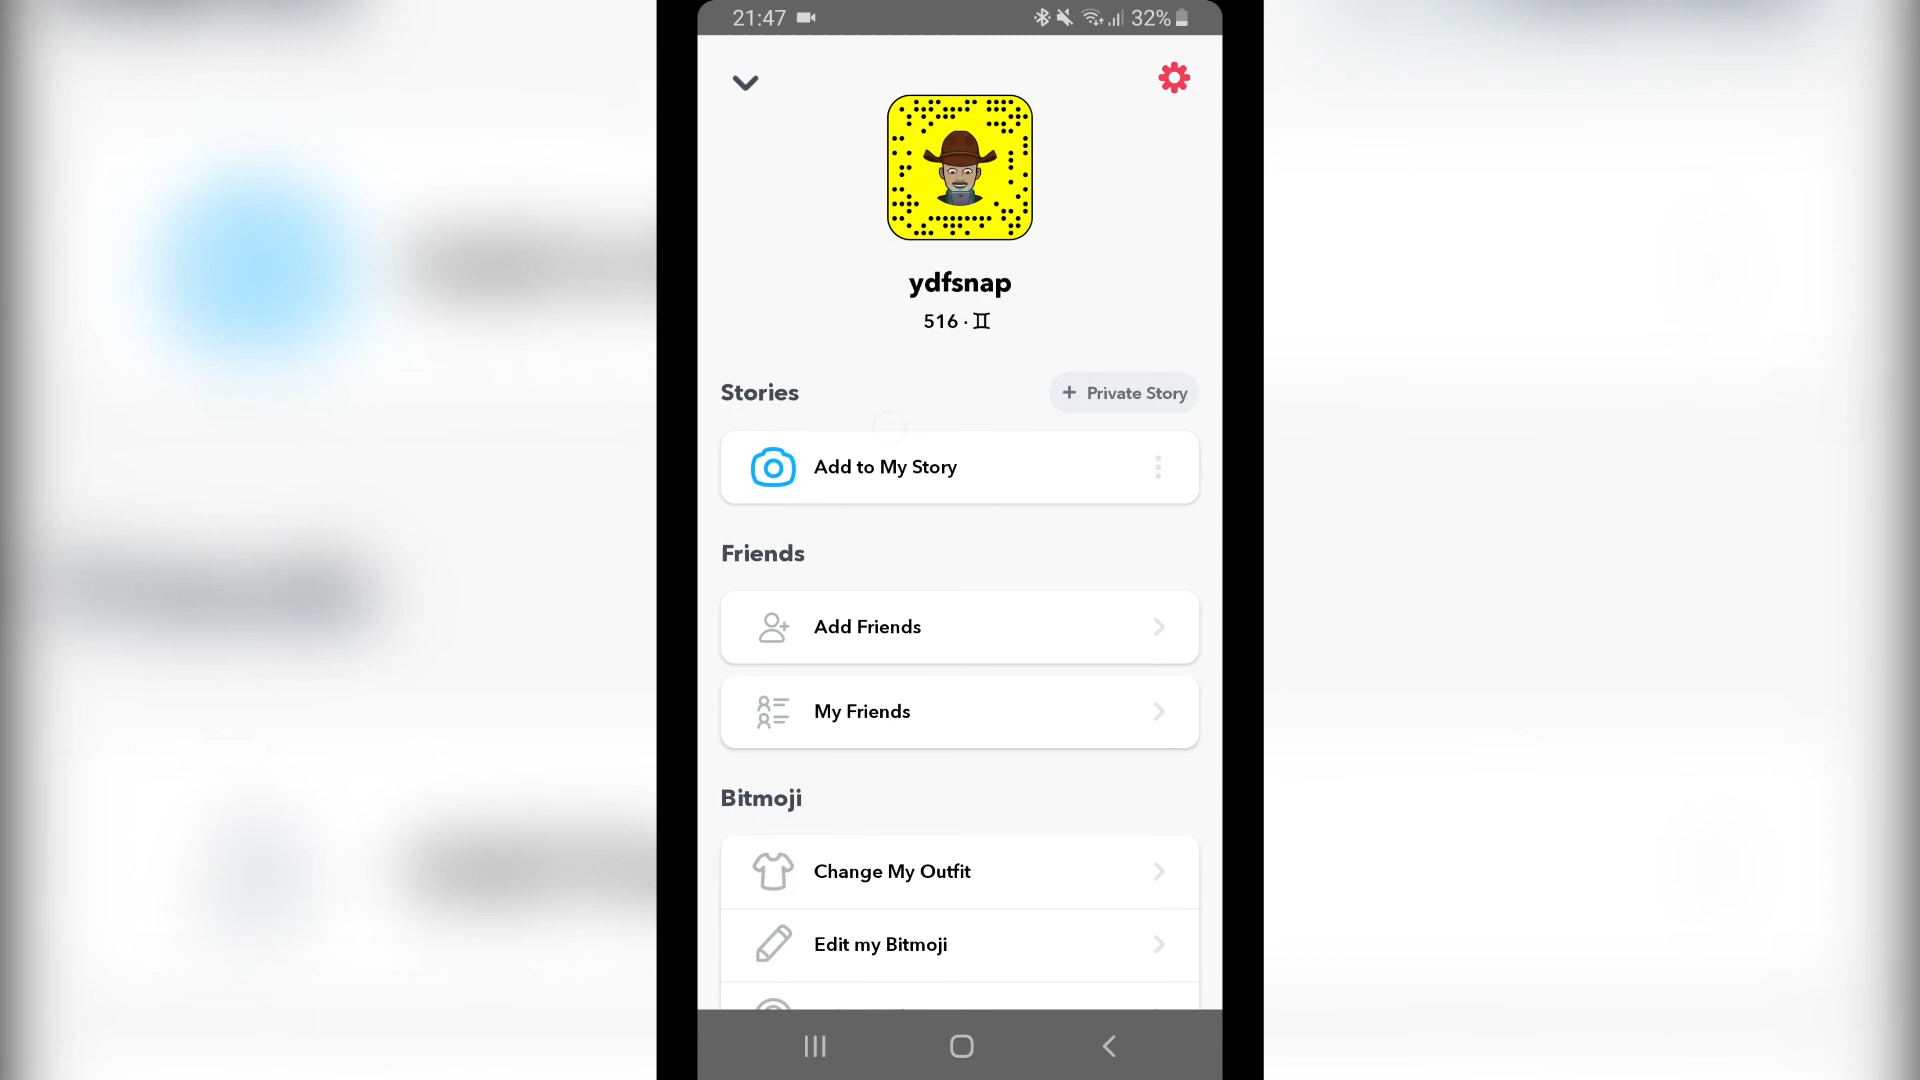 21:47 32%
ydfsnap
516 · ♊
Stories
+ Private Story
Add to My Story
Friends
Add Friends
My Friends
Bitmoji
Change My Outfit
Edit my Bitmoji